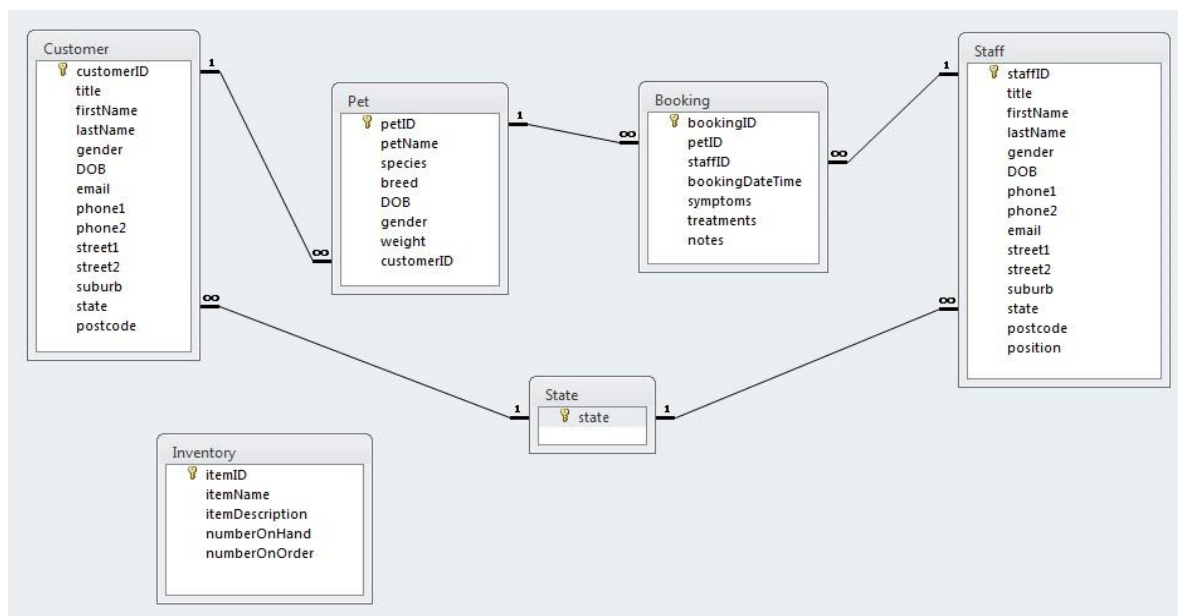 Customer
customerID
title
firstName
lastName
gender
DOB
email
phone1
phone2
street1
street2
suburb
state
postcode
1
∞
Pet
petID
petName
species
breed
DOB
gender
weight
customerID
1
∞
Booking
bookingID
petID
staffID
bookingDateTime
symptoms
treatments
notes
∞
∞
Staff
staffID
title
firstName
lastName
gender
DOB
phone1
phone2
email
street1
street2
suburb
state
postcode
position
1
∞
State
state
1
1
Inventory
itemID
itemName
itemDescription
numberOnHand
numberOnOrder